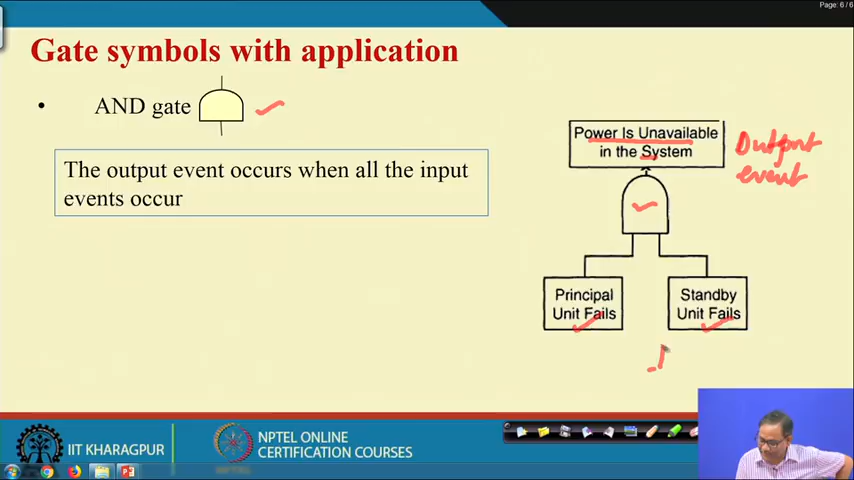 Page: 6 / 6
Gate symbols with application
• AND gate
The output event occurs when all the input
events occur
Power Is Unavailable
in the System
Output
event
Principal
Unit Fails
Standby
Unit Fails
IIT KHARAGPUR
NPTEL ONLINE
CERTIFICATION COURSES
NPTEL